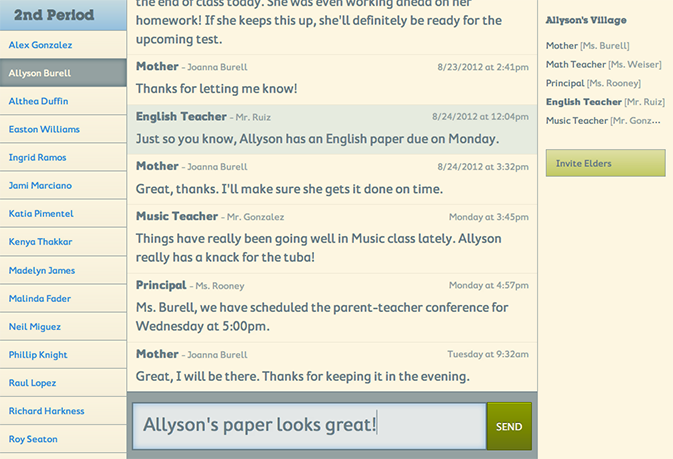 2nd Period
Alex Gonzalez
Allyson Burell
Althea Duffin
Easton Williams
Ingrid Ramos
Jami Marciano
Katia Pimentel
Kenya Thakkar
Madelyn James
Malinda Fader
Neil Miguez
Phillip Knight
Raul Lopez
Richard Harkness
Roy Seaton
the end of class today. She was even working ahead on her
homework! If she keeps this up, she'll definitely be ready for the
upcoming test.
Mother - Joanna Burell 8/23/2012 at 2:41pm
Thanks for letting me know!
English Teacher - Mr. Ruiz 8/24/2012 at 12:04pm
Just so you know, Allyson has an English paper due on Monday.
Mother - Joanna Burell 8/24/2012 at 3:32pm
Great, thanks. I'll make sure she gets it done on time.
Music Teacher - Mr. Gonzalez Monday at 3:45pm
Things have really been going well in Music class lately. Allyson
really has a knack for the tuba!
Principal - Ms. Rooney Monday at 4:57pm
Ms. Burell, we have scheduled the parent-teacher conference for
Wednesday at 5:00pm.
Mother - Joanna Burell Tuesday at 9:32am
Great, I will be there. Thanks for keeping it in the evening.
Allyson's paper looks great!
SEND
Allyson's Village
Mother [Ms. Burell]
Math Teacher [Ms. Weiser]
Principal [Ms. Rooney]
English Teacher [Mr. Ruiz]
Music Teacher [Mr. Gonz...
Invite Elders